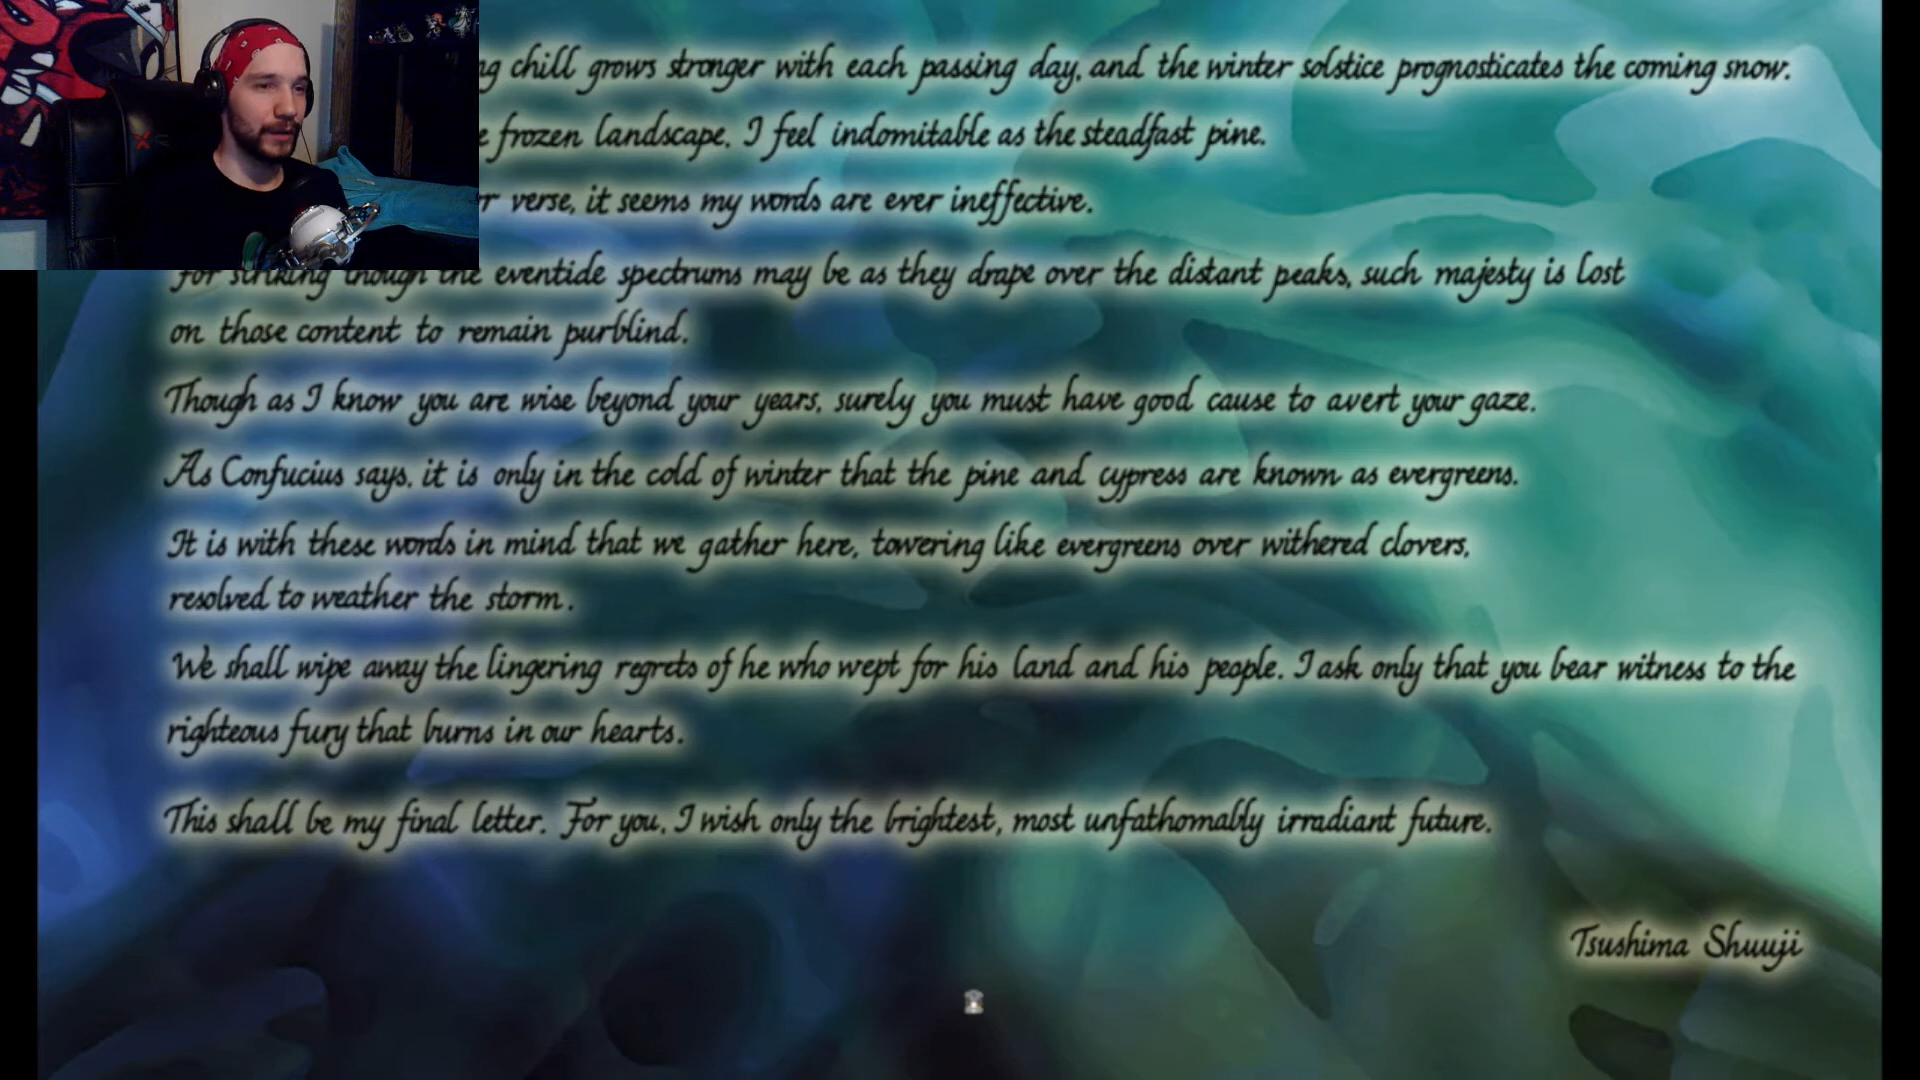 chill grows stronger with each passing day, and the winter solstice prognosticates the coming snow.
frozen landscape, I feel indomitable as the steadfast pine.
verse, it seems my words are ever ineffective.
For striking though the eventide spectrums may be as they drape over the distant peaks, such majesty is lost
on those content to remain purblind.
Though as I know you are wise beyond your years, surely you must have good cause to avert your gaze.
As Confucius says, it is only in the cold of winter that the pine and cypress are known as evergreens.
It is with these words in mind that we gather here, towering like evergreens over withered clovers,
resolved to weather the storm.
We shall wipe away the lingering regrets of he who wept for his land and his people. I ask only that you bear witness to the
righteous fury that burns in our hearts.
This shall be my final letter. For you, I wish only the brightest, most unfathomably irradiant future.
Tsushima Shuuji